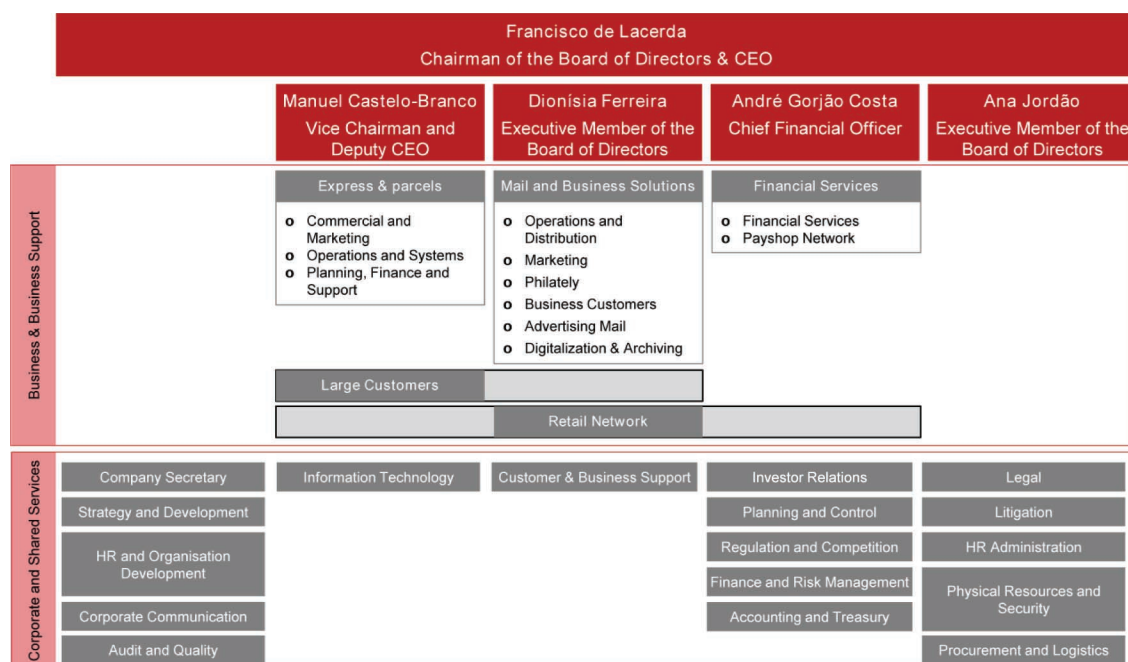 Francisco de Lacerda
Chairman of the Board of Directors & CEO
Manuel Castelo-Branco
Vice Chairman and
Deputy CEO
Dionísia Ferreira
Executive Member of the
Board of Directors
André Gorjão Costa
Chief Financial Officer
Ana Jordão
Executive Member of the
Board of Directors
Business & Business Support
Express & parcels
o Commercial and
Marketing
o Operations and Systems
o Planning, Finance and
Support
Mail and Business Solutions
o Operations and
Distribution
o Marketing
o Philately
o Business Customers
o Advertising Mail
o Digitalization & Archiving
Financial Services
o Financial Services
o Payshop Network
Large Customers
Retail Network
Corporate and Shared Services
Company Secretary
Strategy and Development
HR and Organisation
Development
Corporate Communication
Audit and Quality
Information Technology
Customer & Business Support
Investor Relations
Planning and Control
Regulation and Competition
Finance and Risk Management
Accounting and Treasury
Legal
Litigation
HR Administration
Physical Resources and
Security
Procurement and Logistics